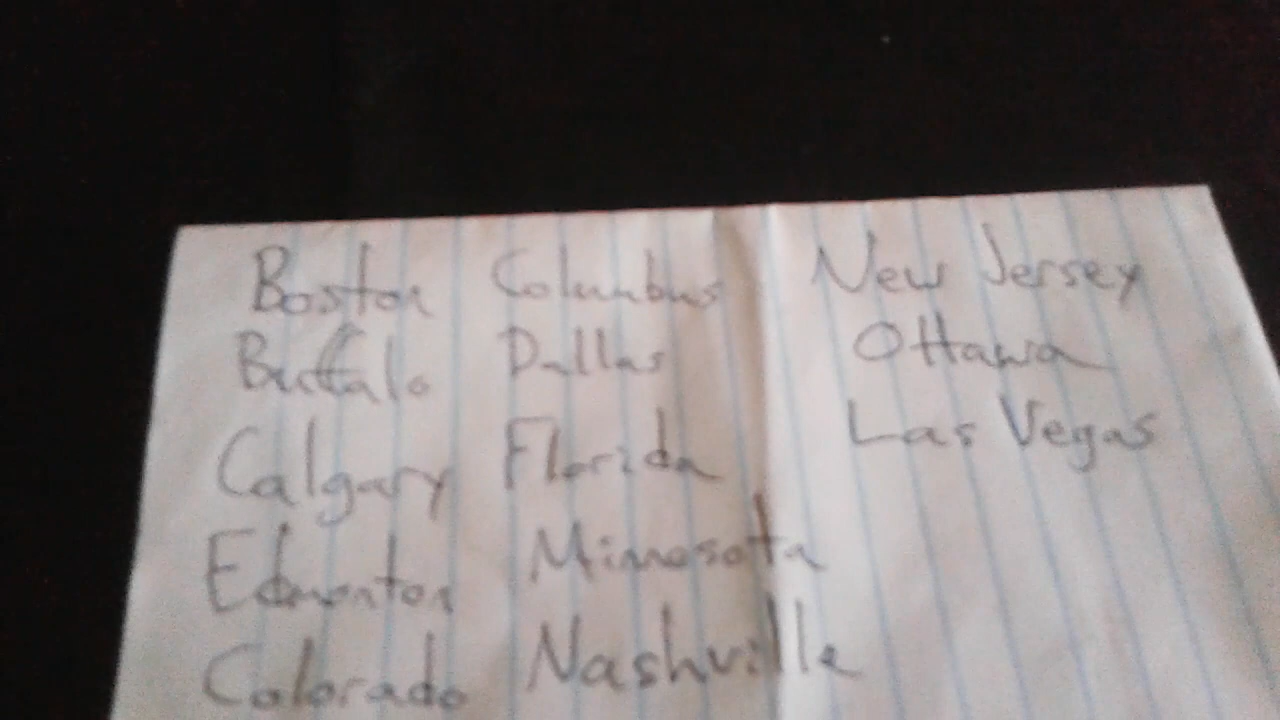 Boston
Buffalo
Calgary
Edmonton
Colorado
Columbus
Dallas
Florida
Minnesota
Nashville
New Jersey
Ottawa
Las Vegas